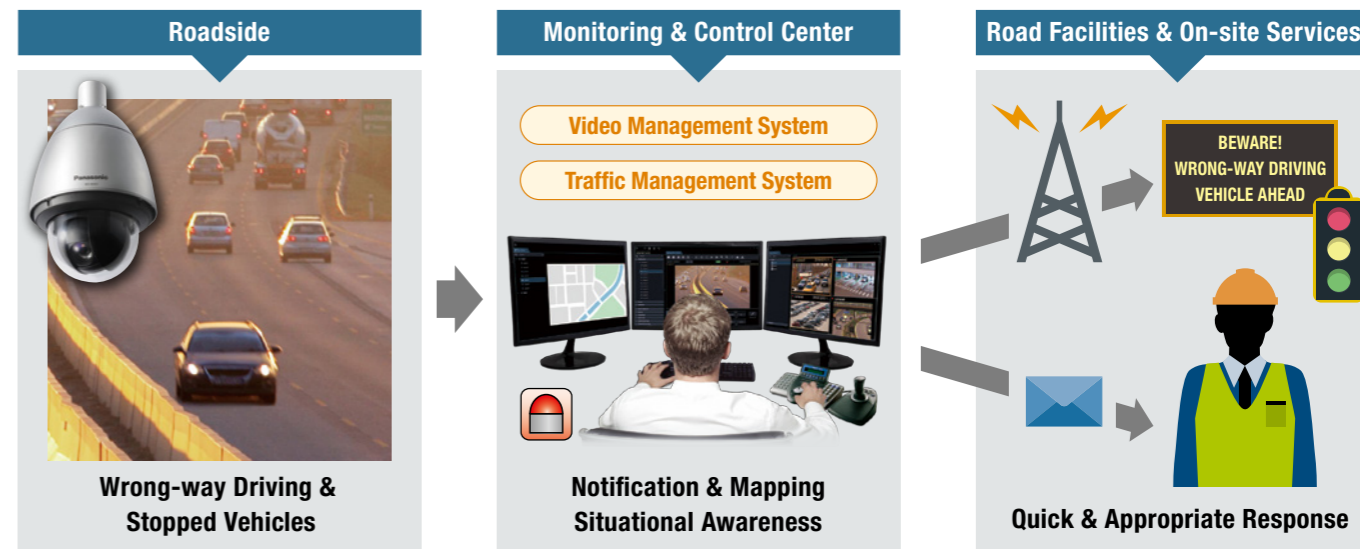 Roadside
Panasonic
Wrong-way Driving &
Stopped Vehicles
Monitoring & Control Center
Video Management System
Traffic Management System
Notification & Mapping
Situational Awareness
Road Facilities & On-site Services
BEWARE!
WRONG-WAY DRIVING
VEHICLE AHEAD
Quick & Appropriate Response